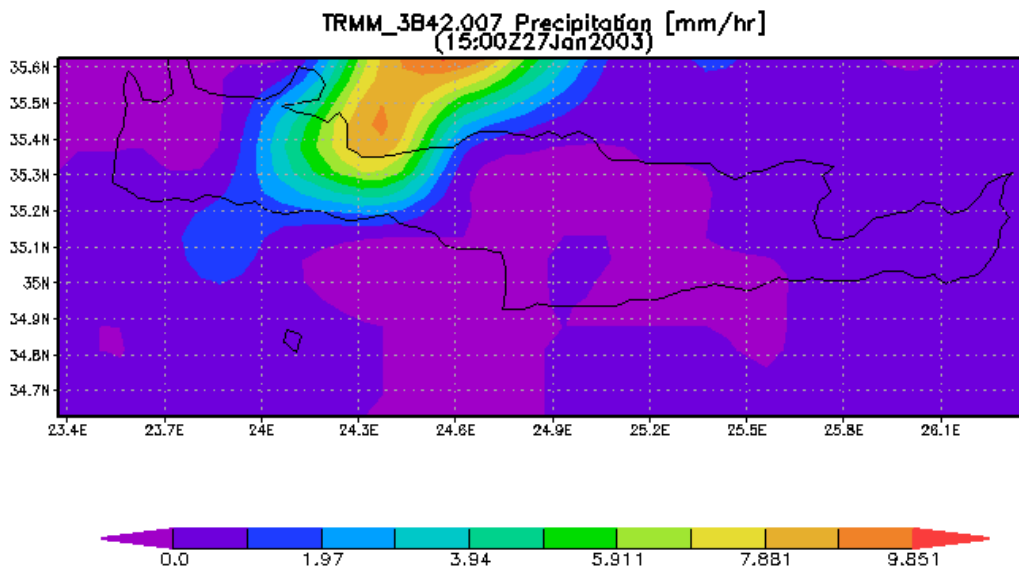 TRMM_3B42.007 Precipitation [mm/hr]
(15:00Z27Jan2003)
35.6N
35.5N
35.4N
35.3N
35.2N
35.1N
35N
34.9N
34.8N
34.7N
23.4E 23.7E 24E 24.3E 24.6E 24.9E 25.2E 25.5E 25.8E 26.1E
0.0 1.97 3.94 5.911 7.881 9.851